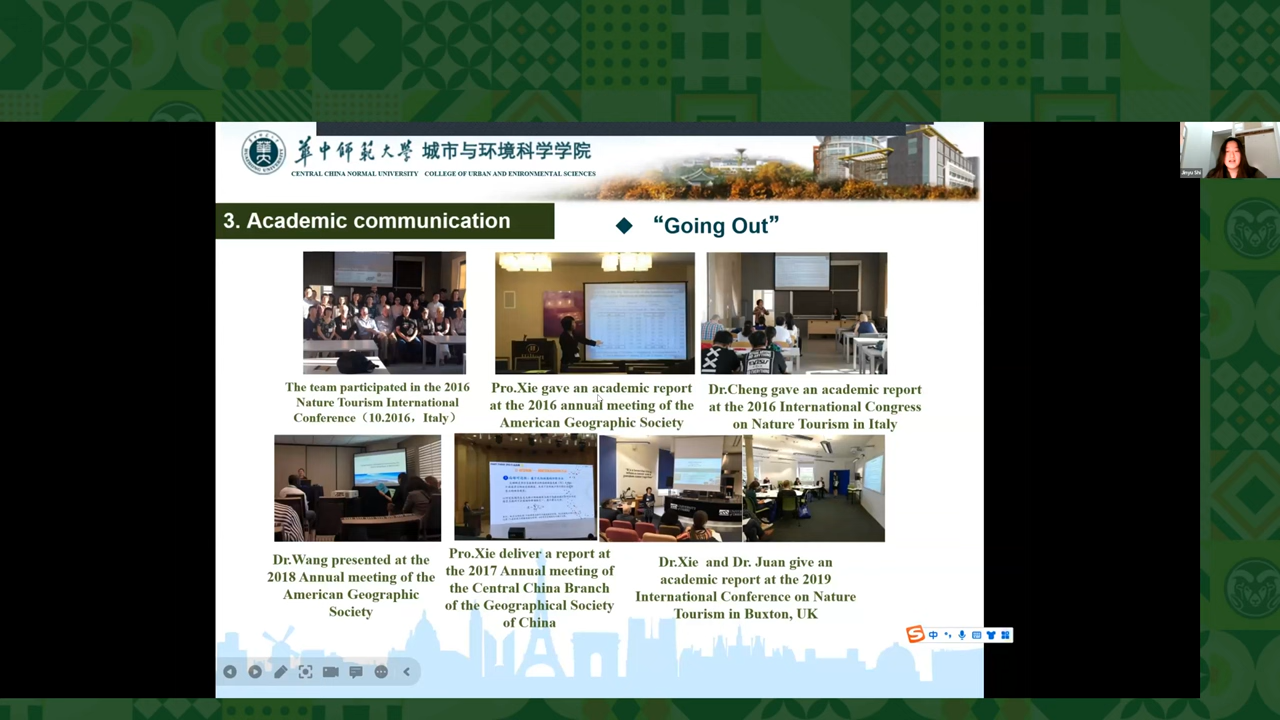 華中师範大學 城市与环境科学学院
CENTRAL CHINA NORMAL UNIVERSITY COLLEGE OF URBAN AND ENIRONMENTAL SCIENCES
Jinyu Shi
3. Academic communication
◆ “Going Out”
The team participated in the 2016
Nature Tourism International
Conference（10.2016，Italy）
Pro.Xie gave an academic report
at the 2016 annual meeting of the
American Geographic Society
Dr.Cheng gave an academic report
at the 2016 International Congress
on Nature Tourism in Italy
Dr.Wang presented at the
2018 Annual meeting of the
American Geographic
Society
Pro.Xie deliver a report at
the 2017 Annual meeting of
the Central China Branch
of the Geographical Society
of China
Dr.Xie and Dr. Juan give an
academic report at the 2019
International Conference on Nature
Tourism in Buxton, UK
中